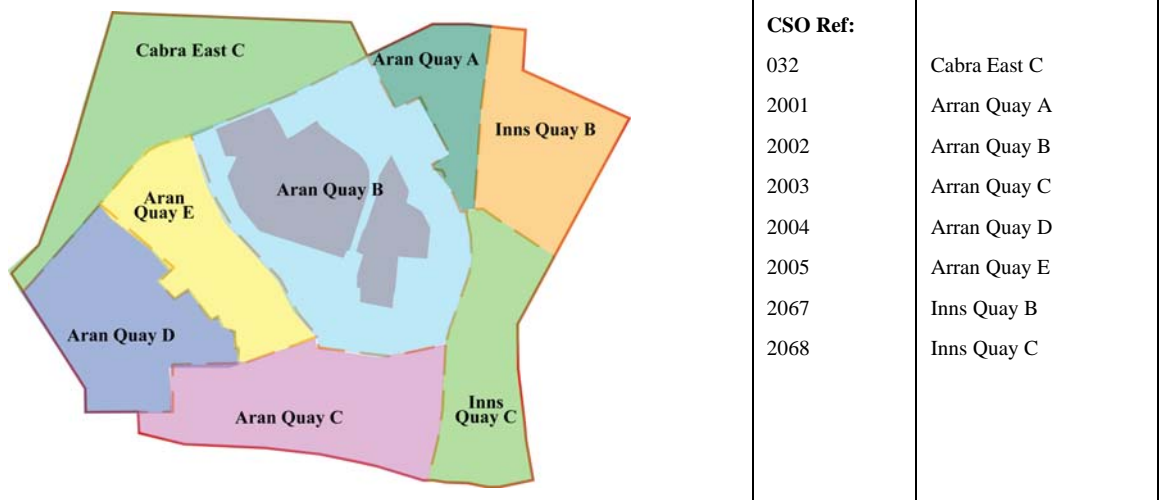 Cabra East C
Aran Quay A
Inns Quay B
Aran Quay B
Aran
Quay E
Aran Quay D
Aran Quay C
Inns
Quay C
CSO Ref:
032 Cabra East C
2001 Arran Quay A
2002 Arran Quay B
2003 Arran Quay C
2004 Arran Quay D
2005 Arran Quay E
2067 Inns Quay B
2068 Inns Quay C